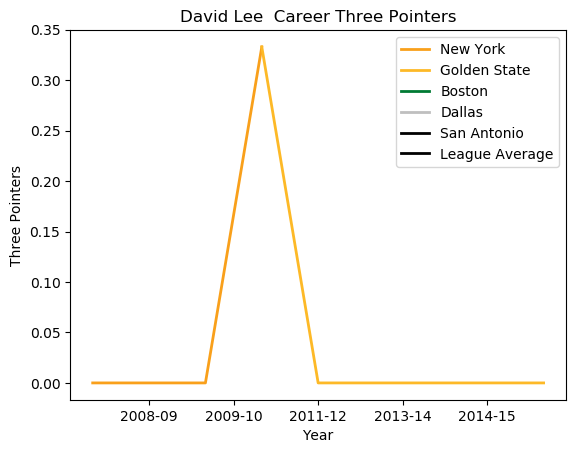 David Lee  Career Three Pointers
Three Pointers
0.35
0.30
0.25
0.20
0.15
0.10
0.05
0.00
New York
Golden State
Boston
Dallas
San Antonio
League Average
2008-09 2009-10 2011-12 2013-14 2014-15
Year